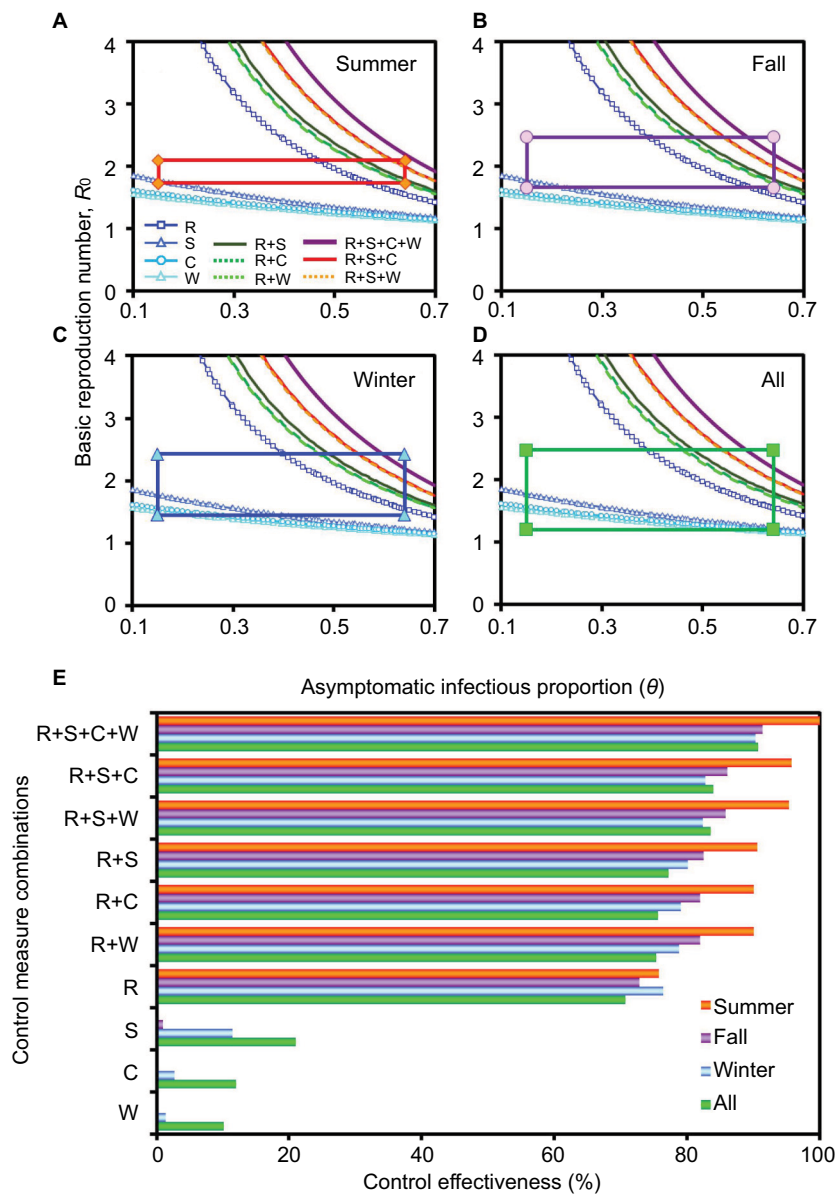 A
B
Summer
Fall
4
3
2
1
0
R
S
C
W
R+S
R+C
R+W
R+S+C+W
R+S+C
R+S+W
0.1
0.3
0.5
0.7
4
3
2
1
0
0.1
0.3
0.5
0.7
Basic reproduction number, R0
C
D
Winter
All
4
3
2
1
0
0.1
0.3
0.5
0.7
4
3
2
1
0
0.1
0.3
0.5
0.7
Asymptomatic infectious proportion (θ)
E
Control measure combinations
R+S+C+W
R+S+C
R+S+W
R+S
R+C
R+W
R
S
C
W
Summer
Fall
Winter
All
0
20
40
60
80
100
Control effectiveness (%)